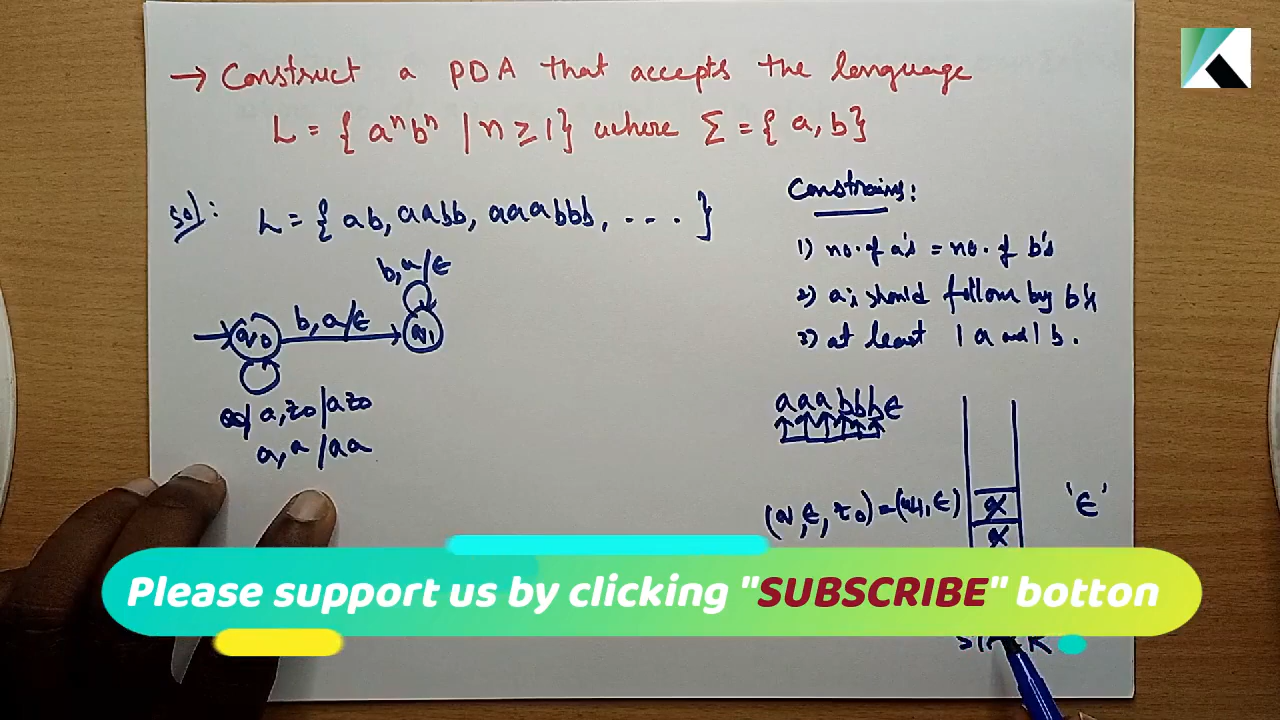 → Construct a PDA that accepts the language
L = { aⁿbⁿ | n ≥ 1} where Σ = { a, b}
Sol: L = { ab, aabb, aaabbb, .... }
Constrains:
1) no. of a's = no. of b's
2) a's should follow by b's
3) at least 1 a and 1 b.
b, a/ε
b, a/ε
q0 q1
a, z0 | az0
a, a | aa
aaabbbε
(q1, ε, z0) = (q1, ε)
a
a
'ε'
Please support us by clicking "SUBSCRIBE" botton